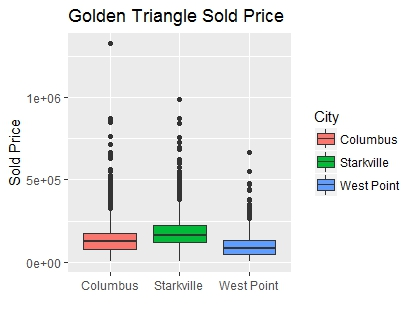 Golden Triangle Sold Price
1e+06
5e+05
0e+00
Sold Price
Columbus Starkville West Point
City
Columbus
Starkville
West Point